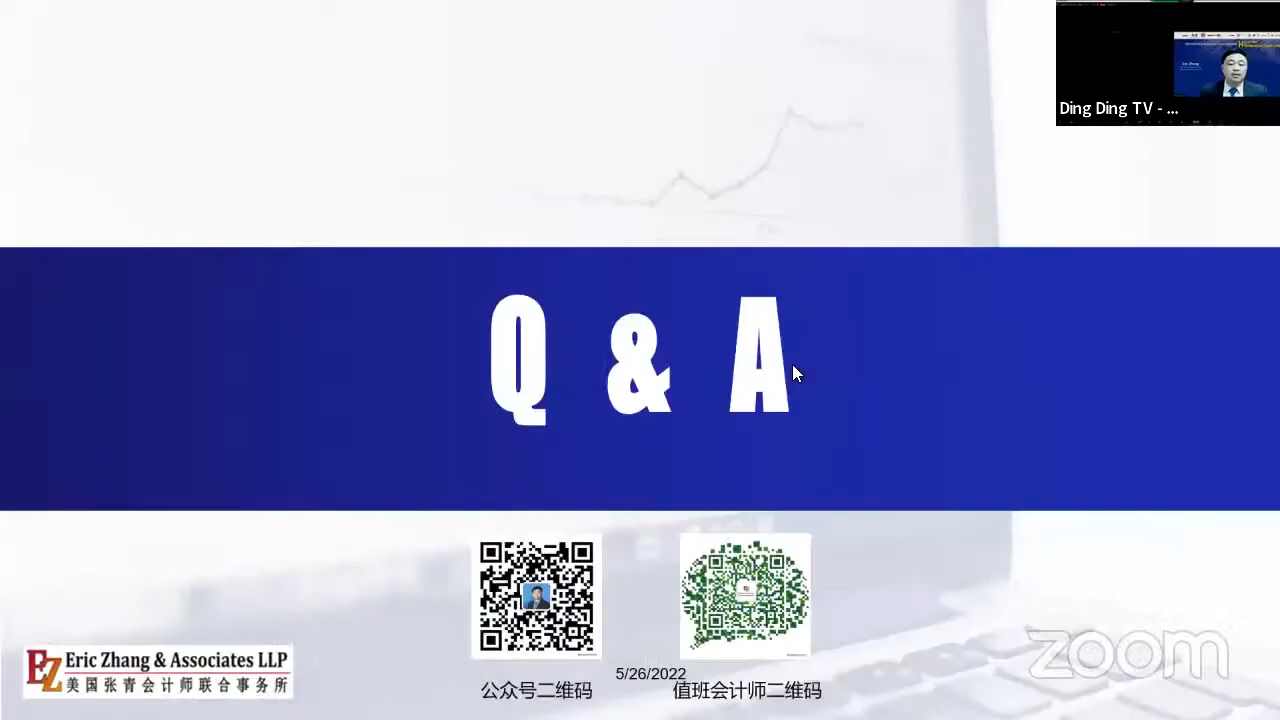 Ding Ding TV - ...
Q & A
Eric Zhang & Associates LLP
美国张青会计师联合事务所
5/26/2022
公众号二维码
值班会计师二维码
zoom